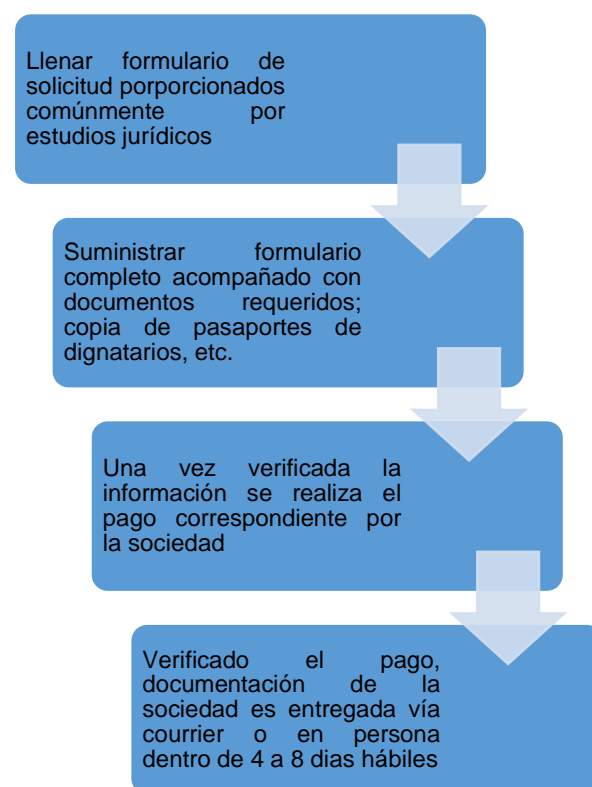 Llenar formulario de
solicitud porporcionados
comúnmente por
estudios jurídicos
Suministrar formulario
completo acompañado con
documentos requeridos;
copia de pasaportes de
dignatarios, etc.
Una vez verificada la
información se realiza el
pago correspondiente por
la sociedad
Verificado el pago,
documentación de la
sociedad es entregada vía
courrier o en persona
dentro de 4 a 8 dias hábiles